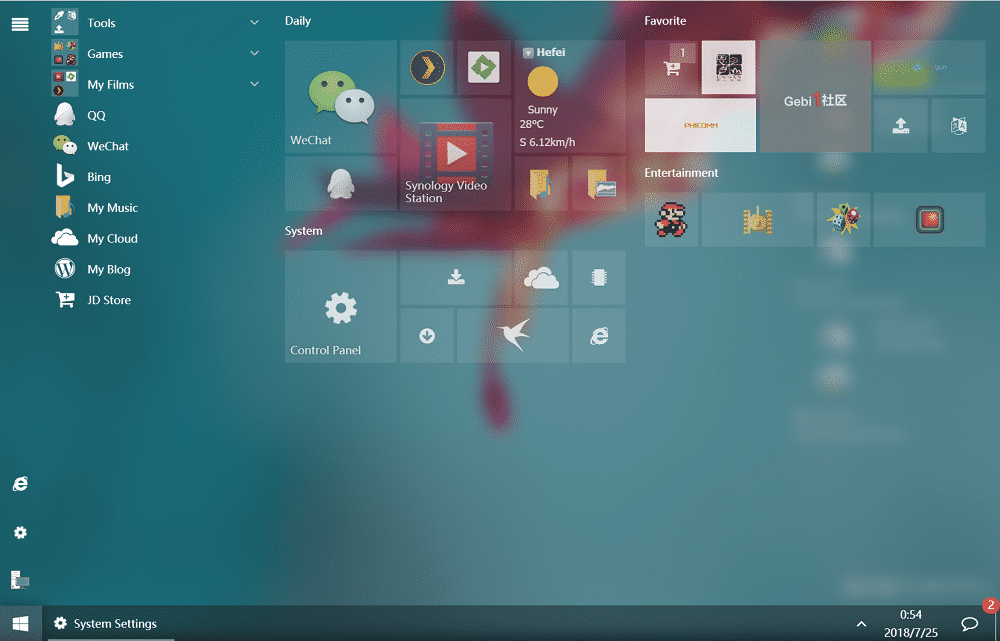 Tools
Games
My Films
QQ
WeChat
Bing
My Music
My Cloud
My Blog
JD Store
Daily
WeChat
Synology Video
Station
Hefei
Sunny
28°C
S 6.12km/h
System
Control Panel
Favorite
1
Gebi1社区
PHICOMM
Entertainment
System Settings
0:54
2018/7/25
2